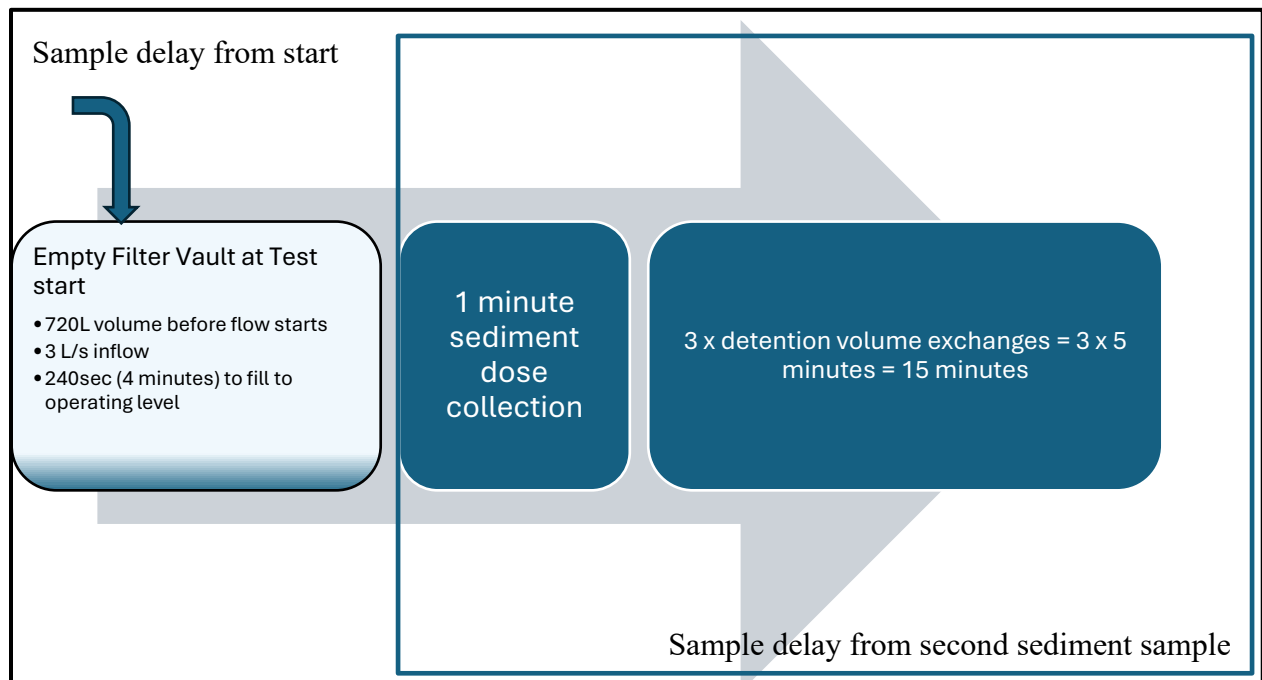 Sample delay from start
Empty Filter Vault at Test
start
•720L volume before flow starts
•3 L/s inflow
•240sec (4 minutes) to fill to
operating level
1 minute
sediment
dose
collection
3 x detention volume exchanges = 3 x 5
minutes = 15 minutes
Sample delay from second sediment sample